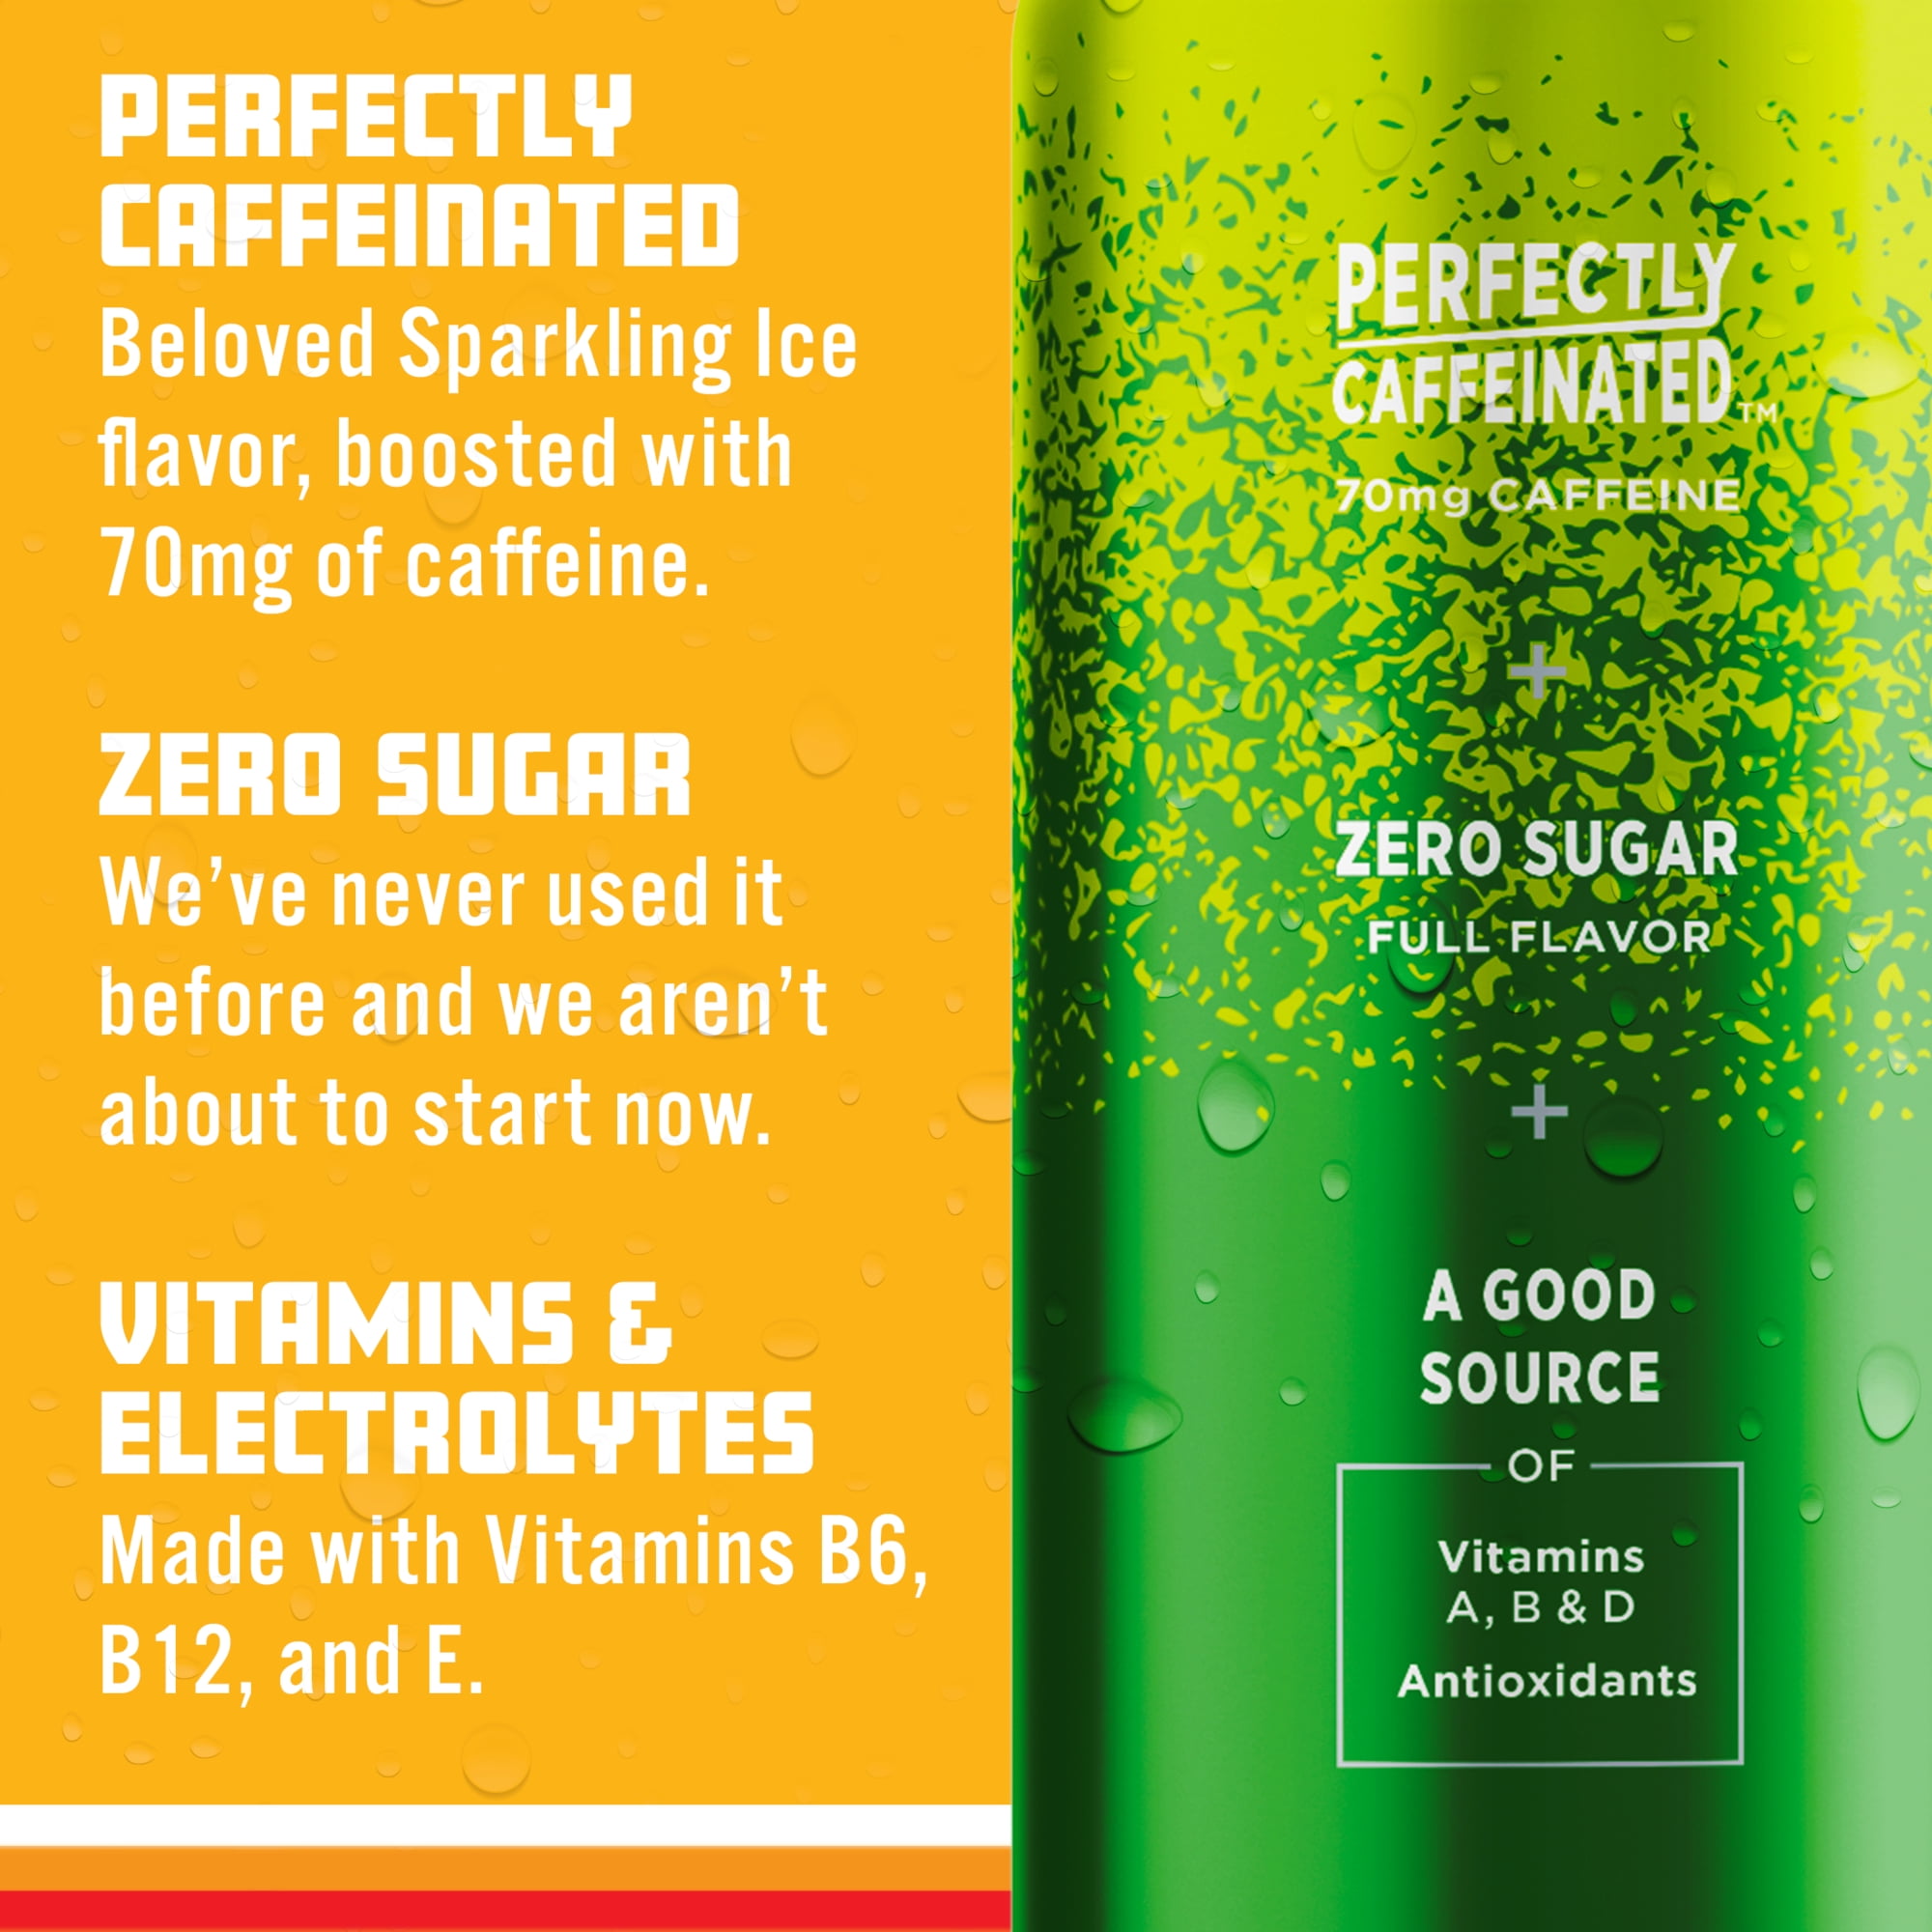 PERFECTLY
CAFFEINATED
Beloved Sparkling Ice
flavor, boosted with
70mg of caffeine.
ZERO SUGAR
We've never used it
before and we aren't
about to start now.
VITAMINS &
ELECTROLYTES
Made with Vitamins B6,
B12, and E.
PERFECTLY
CAFFEINATED™
70mg CAFFEINE
+
ZERO SUGAR
FULL FLAVOR
+
A GOOD
SOURCE
OF
Vitamins
A, B & D
Antioxidants